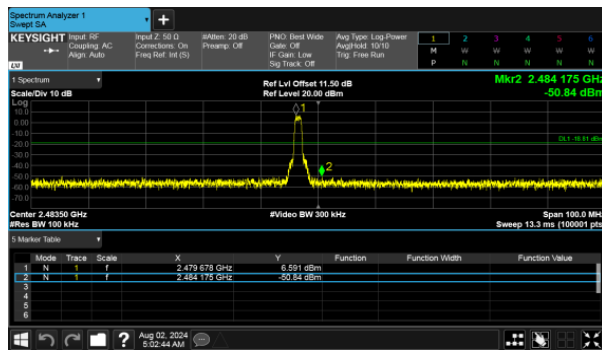 Spectrum Analyzer 1
Swept SA
+
KEYSIGHT Input: RF Input Z: 50 Ω #Atten: 20 dB PNO: Best Wide Avg Type: Log-Power 1 2 3 4 5 6
Coupling: AC Corrections: On Preamp: Off Gate: Off Avg|Hold: 10/10 M W W W W W
Align: Auto Freq Ref: Int (S) IF Gain: Low Trig: Free Run P N N N N N
Sig Track: Off
LXI
1 Spectrum Ref Lvl Offset 11.50 dB Mkr2 2.484 175 GHz
Scale/Div 10 dB Ref Level 20.00 dBm -50.84 dBm
Log
10.0
0.00
-10.0
-20.0
-30.0
-40.0
-50.0
-60.0
-70.0
1
2
Center 2.48350 GHz #Video BW 300 kHz Span 100.0 MHz
#Res BW 100 kHz Sweep 13.3 ms (100001 pts)
5 Marker Table
Mode Trace Scale X Y Function Function Width Function Value
1 N 1 f 2.479 678 GHz 6.591 dBm
2 N 1 f 2.484 175 GHz -50.84 dBm
3
4
5
6
? Aug 02, 2024
5:02:44 AM